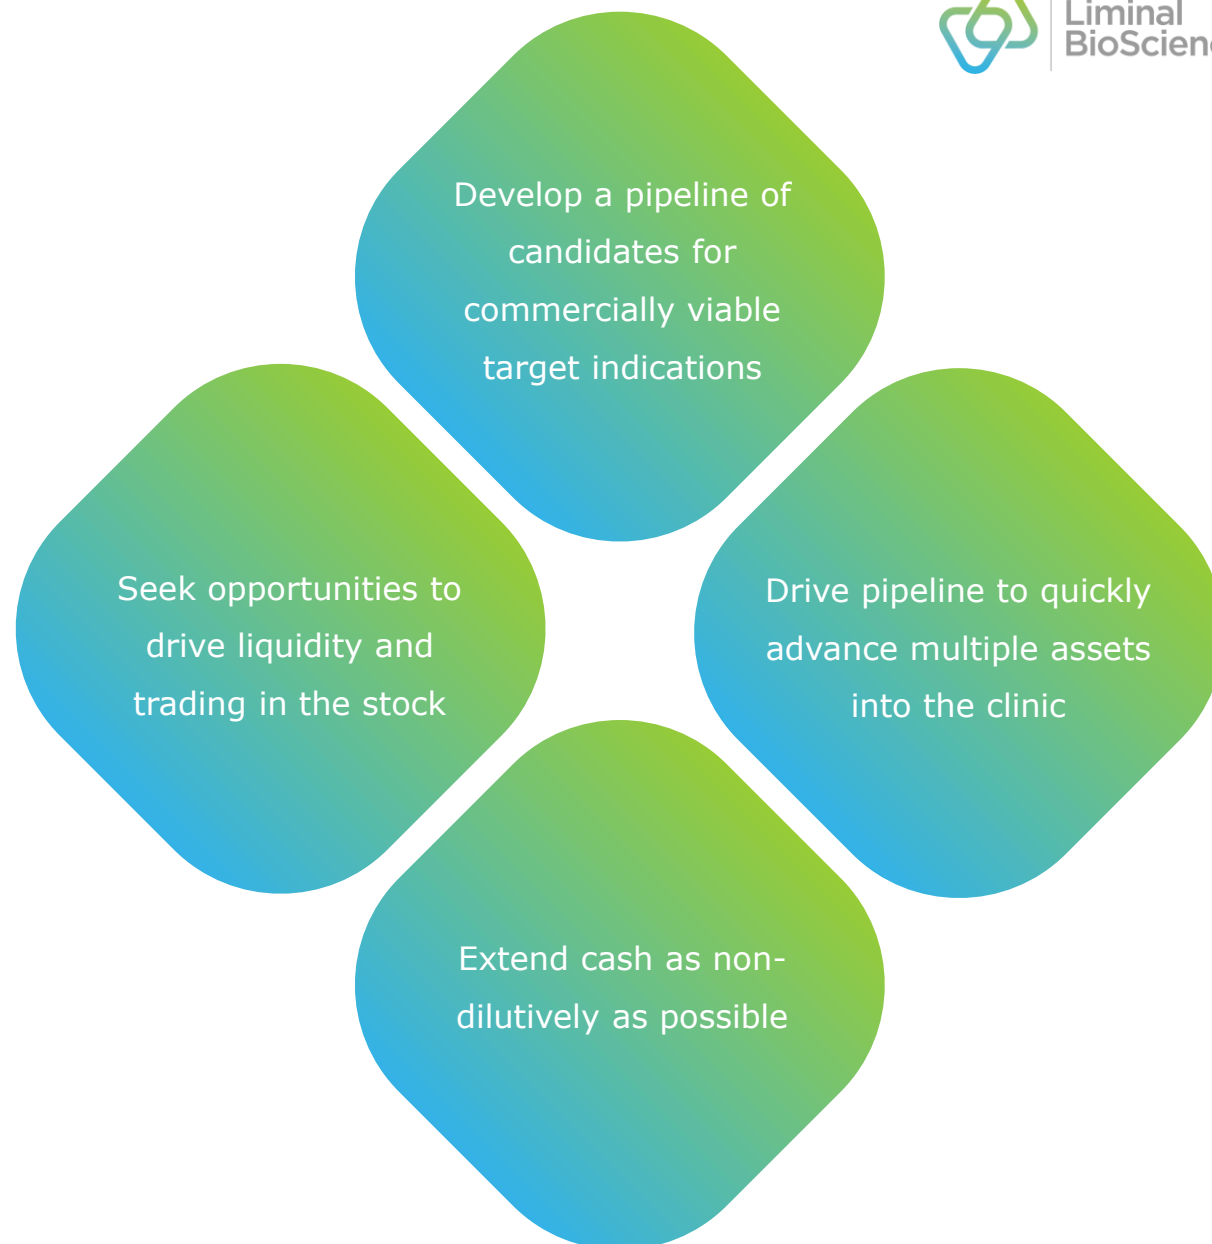 Liminal
BioScienc
Develop a pipeline of
candidates for
commercially viable
target indications
Seek opportunities to
drive liquidity and
trading in the stock
Drive pipeline to quickly
advance multiple assets
into the clinic
Extend cash as non-
dilutively as possible